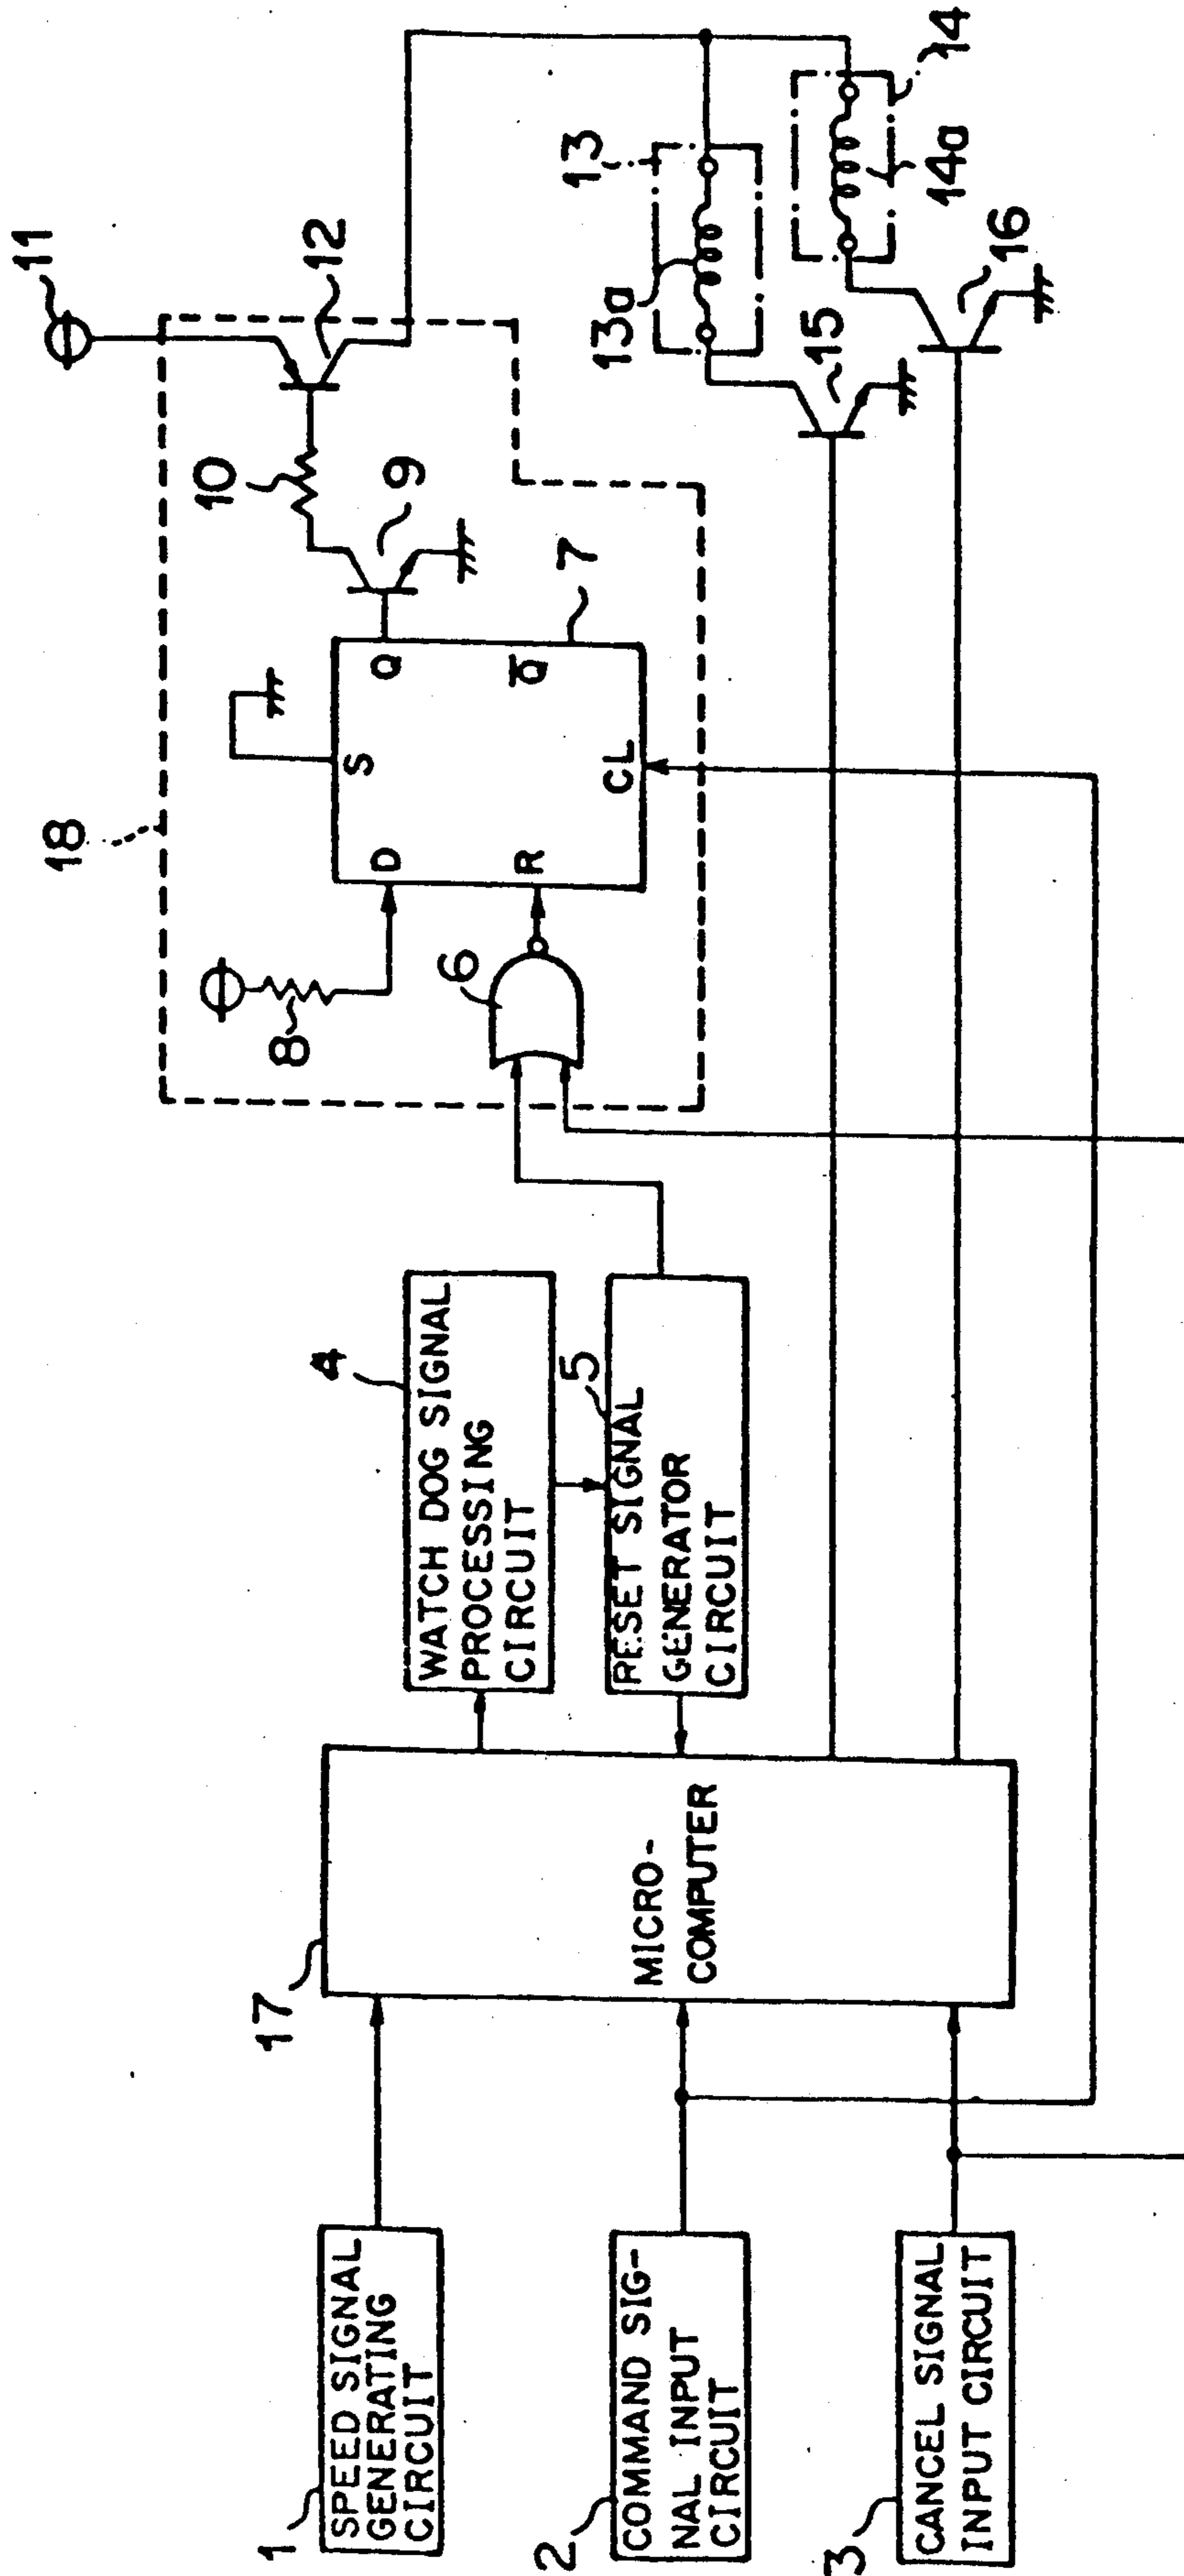 1
SPEED SIGNAL
GENERATING
CIRCUIT
2
COMMAND SIG-
NAL INPUT
CIRCUIT
3
CANCEL SIGNAL
INPUT CIRCUIT
17
MICRO-
COMPUTER
4
WATCH DOG SIGNAL
PROCESSING
CIRCUIT
5
RESET SIGNAL
GENERATOR
CIRCUIT
18
8
6
D
S
Q
R
Q̅
CL
7
9
10
11
12
13
13a
14
14a
15
16